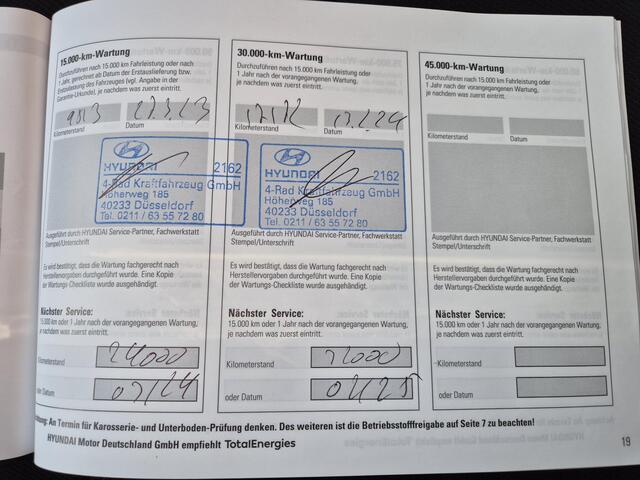 15.000-km-Wartung
Durchzuführen nach 15.000 km Fahrleistung oder nach
1 Jahr, gerechnet ab Datum der Erstauslieferung bzw.
Erstzulassung des Fahrzeuges (vgl. Angabe in der
Garantie-Urkunde), je nachdem was zuerst eintritt.
Kilometerstand Datum
HYUNDAI 2162
4-Rad Kraftfahrzeug GmbH
Höherweg 185
40233 Düsseldorf
Tel. 0211 / 63 55 72 80
Ausgeführt durch HYUNDAI Service-Partner, Fachwerkstatt
Stempel/Unterschrift
Es wird bestätigt, dass die Wartung fachgerecht nach
Herstellervorgaben durchgeführt wurde. Eine Kopie
der Wartungs-Checkliste wurde ausgehändigt.
Nächster Service:
15.000 km oder 1 Jahr nach der vorangegangenen Wartung,
je nachdem was zuerst eintritt.
Kilometerstand 24000
oder Datum 03/24
30.000-km-Wartung
Durchzuführen nach 15.000 km Fahrleistung oder
1 Jahr nach der vorangegangenen Wartung,
je nachdem was zuerst eintritt.
Kilometerstand Datum
HYUNDAI 2162
4-Rad Kraftfahrzeug GmbH
Höherweg 185
40233 Düsseldorf
Tel. 0211 / 63 55 72 80
Ausgeführt durch HYUNDAI Service-Partner, Fachwerkstatt
Stempel/Unterschrift
Es wird bestätigt, dass die Wartung fachgerecht nach
Herstellervorgaben durchgeführt wurde. Eine Kopie
der Wartungs-Checkliste wurde ausgehändigt.
Nächster Service:
15.000 km oder 1 Jahr nach der vorangegangenen Wartung,
je nachdem was zuerst eintritt.
Kilometerstand
oder Datum
45.000-km-Wartung
Durchzuführen nach 15.000 km Fahrleistung oder
1 Jahr nach der vorangegangenen Wartung,
je nachdem was zuerst eintritt.
Kilometerstand Datum
Ausgeführt durch HYUNDAI Service-Partner, Fachwerkstatt
Stempel/Unterschrift
Es wird bestätigt, dass die Wartung fachgerecht nach
Herstellervorgaben durchgeführt wurde. Eine Kopie
der Wartungs-Checkliste wurde ausgehändigt.
Nächster Service:
15.000 km oder 1 Jahr nach der vorangegangenen Wartung,
je nachdem was zuerst eintritt.
Kilometerstand
oder Datum
An Termin für Karosserie- und Unterboden-Prüfung denken. Des weiteren ist die Betriebsstofffreigabe auf Seite 7 zu beachten!
HYUNDAI Motor Deutschland GmbH empfiehlt TotalEnergies
19